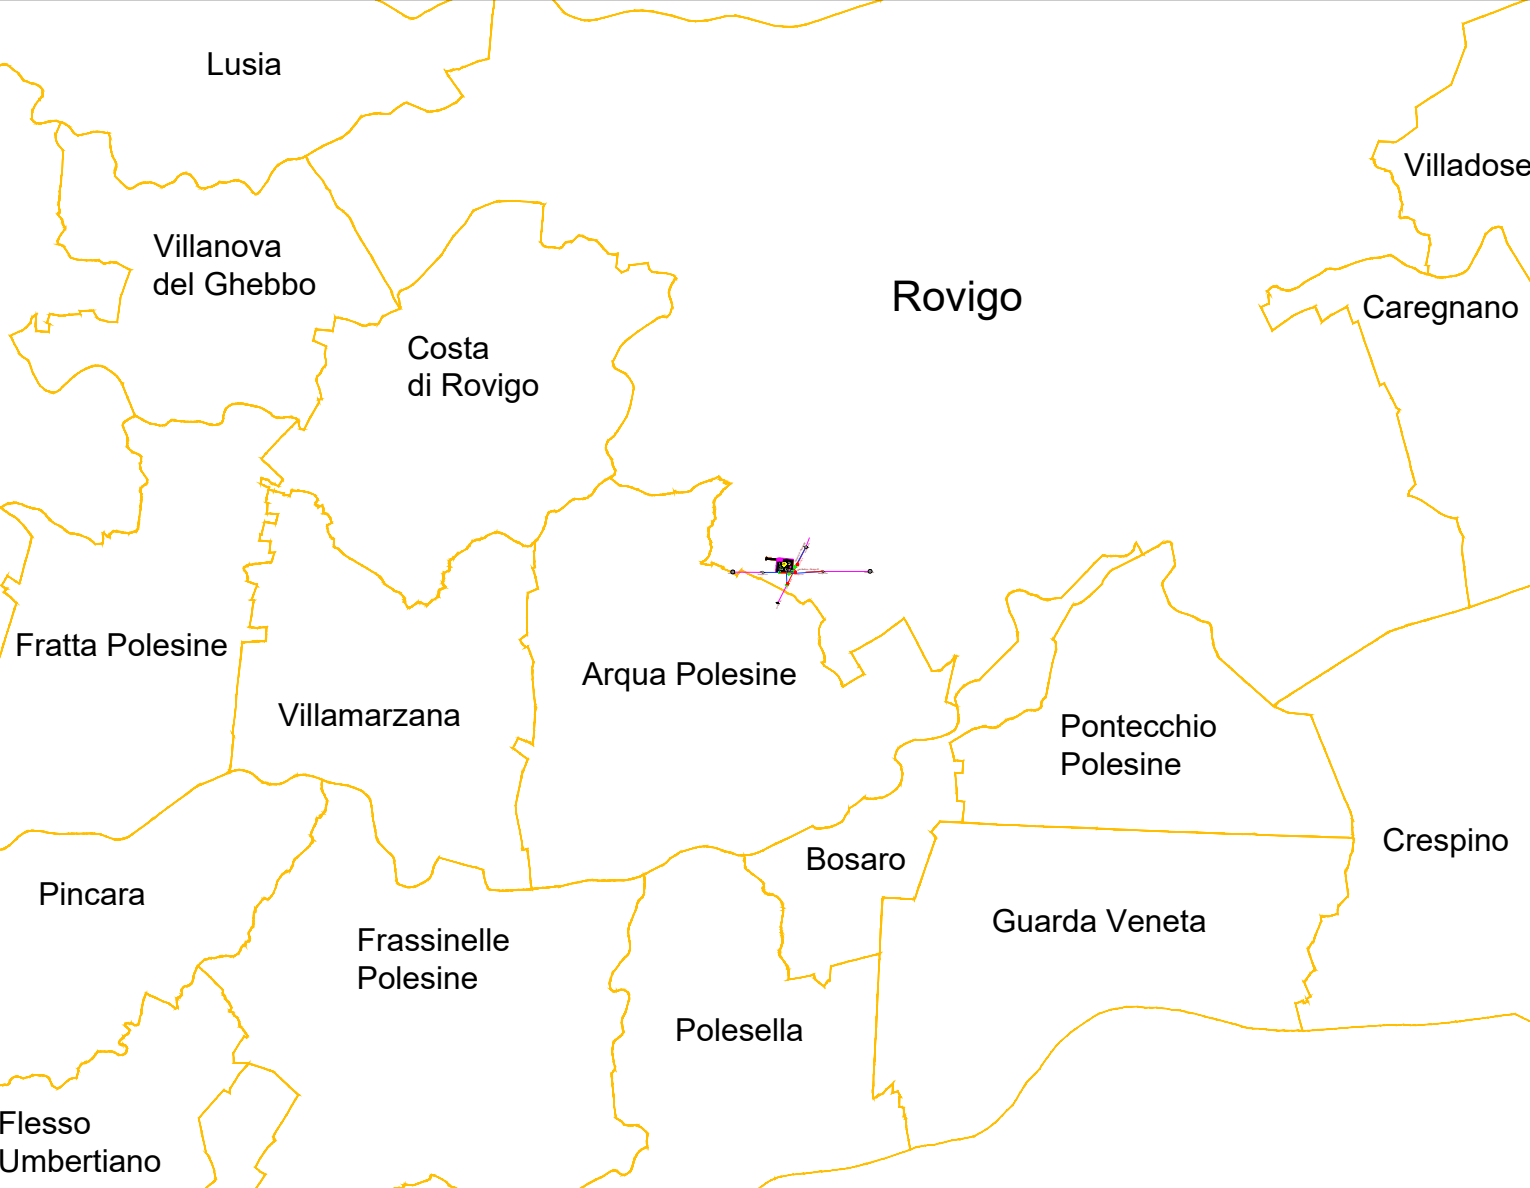 Lusia
Villadose
Villanova
del Ghebbo
Rovigo
Caregnano
Costa
di Rovigo
Fratta Polesine
Arqua Polesine
Villamarzana
Pontecchio
Polesine
Crespino
Bosaro
Pincara
Guarda Veneta
Frassinelle
Polesine
Polesella
Flesso
Umbertiano